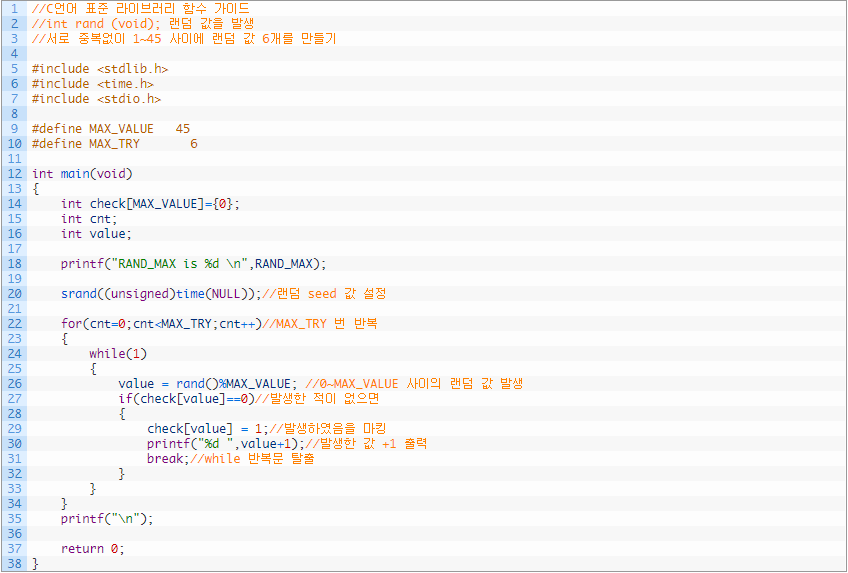 1 //C언어 표준 라이브러리 함수 가이드
2 //int rand (void); 랜덤 값을 발생
3 //서로 중복없이 1~45 사이에 랜덤 값 6개를 만들기
4
5 #include <stdlib.h>
6 #include <time.h>
7 #include <stdio.h>
8
9 #define MAX_VALUE   45
10 #define MAX_TRY       6
11
12 int main(void)
13 {
14     int check[MAX_VALUE]={0};
15     int cnt;
16     int value;
17
18     printf("RAND_MAX is %d \n",RAND_MAX);
19
20     srand((unsigned)time(NULL));//랜덤 seed 값 설정
21
22     for(cnt=0;cnt<MAX_TRY;cnt++)//MAX_TRY 번 반복
23     {
24         while(1)
25         {
26             value = rand()%MAX_VALUE; //0~MAX_VALUE 사이의 랜덤 값 발생
27             if(check[value]==0)//발생한 적이 없으면
28             {
29                 check[value] = 1;//발생하였음을 마킹
30                 printf("%d ",value+1);//발생한 값 +1 출력
31                 break;//while 반복문 탈출
32             }
33         }
34     }
35     printf("\n");
36
37     return 0;
38 }